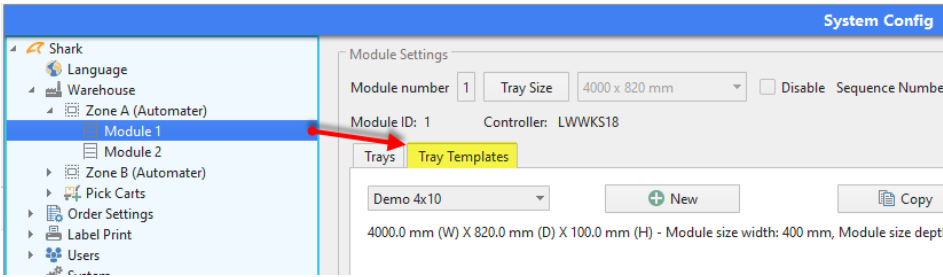 System Config
Shark
Language
Warehouse
Zone A (Automater)
Module 1
Module 2
Zone B (Automater)
Pick Carts
Order Settings
Label Print
Users
System
Module Settings
Module number 1 Tray Size 4000 x 820 mm Disable Sequence Numbe
Module ID: 1 Controller: LWWKS18
Trays Tray Templates
Demo 4x10 New Copy
4000.0 mm (W) X 820.0 mm (D) X 100.0 mm (H) - Module size width: 400 mm, Module size dept